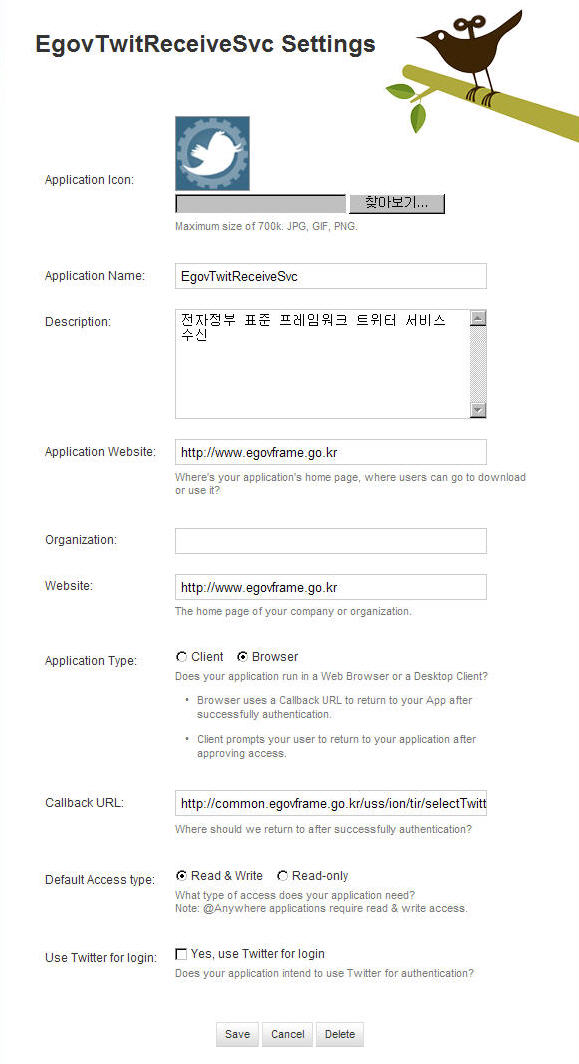 EgovTwitReceiveSvc Settings
Application Icon:
찾아보기...
Maximum size of 700k. JPG, GIF, PNG.
Application Name:
EgovTwitReceiveSvc
Description:
전자정부 표준 프레임워크 트위터 서비스
수신
Application Website:
http://www.egovframe.go.kr
Where's your application's home page, where users can go to download
or use it?
Organization:
Website:
http://www.egovframe.go.kr
The home page of your company or organization.
Application Type:
Client Browser
Does your application run in a Web Browser or a Desktop Client?
• Browser uses a Callback URL to return to your App after
successfully authentication.
• Client prompts your user to return to your application after
approving access.
Callback URL:
http://common.egovframe.go.kr/uss/ion/tir/selectTwitt
Where should we return to after successfully authentication?
Default Access type:
Read & Write Read-only
What type of access does your application need?
Note: @Anywhere applications require read & write access.
Use Twitter for login:
Yes, use Twitter for login
Does your application intend to use Twitter for authentication?
Save Cancel Delete